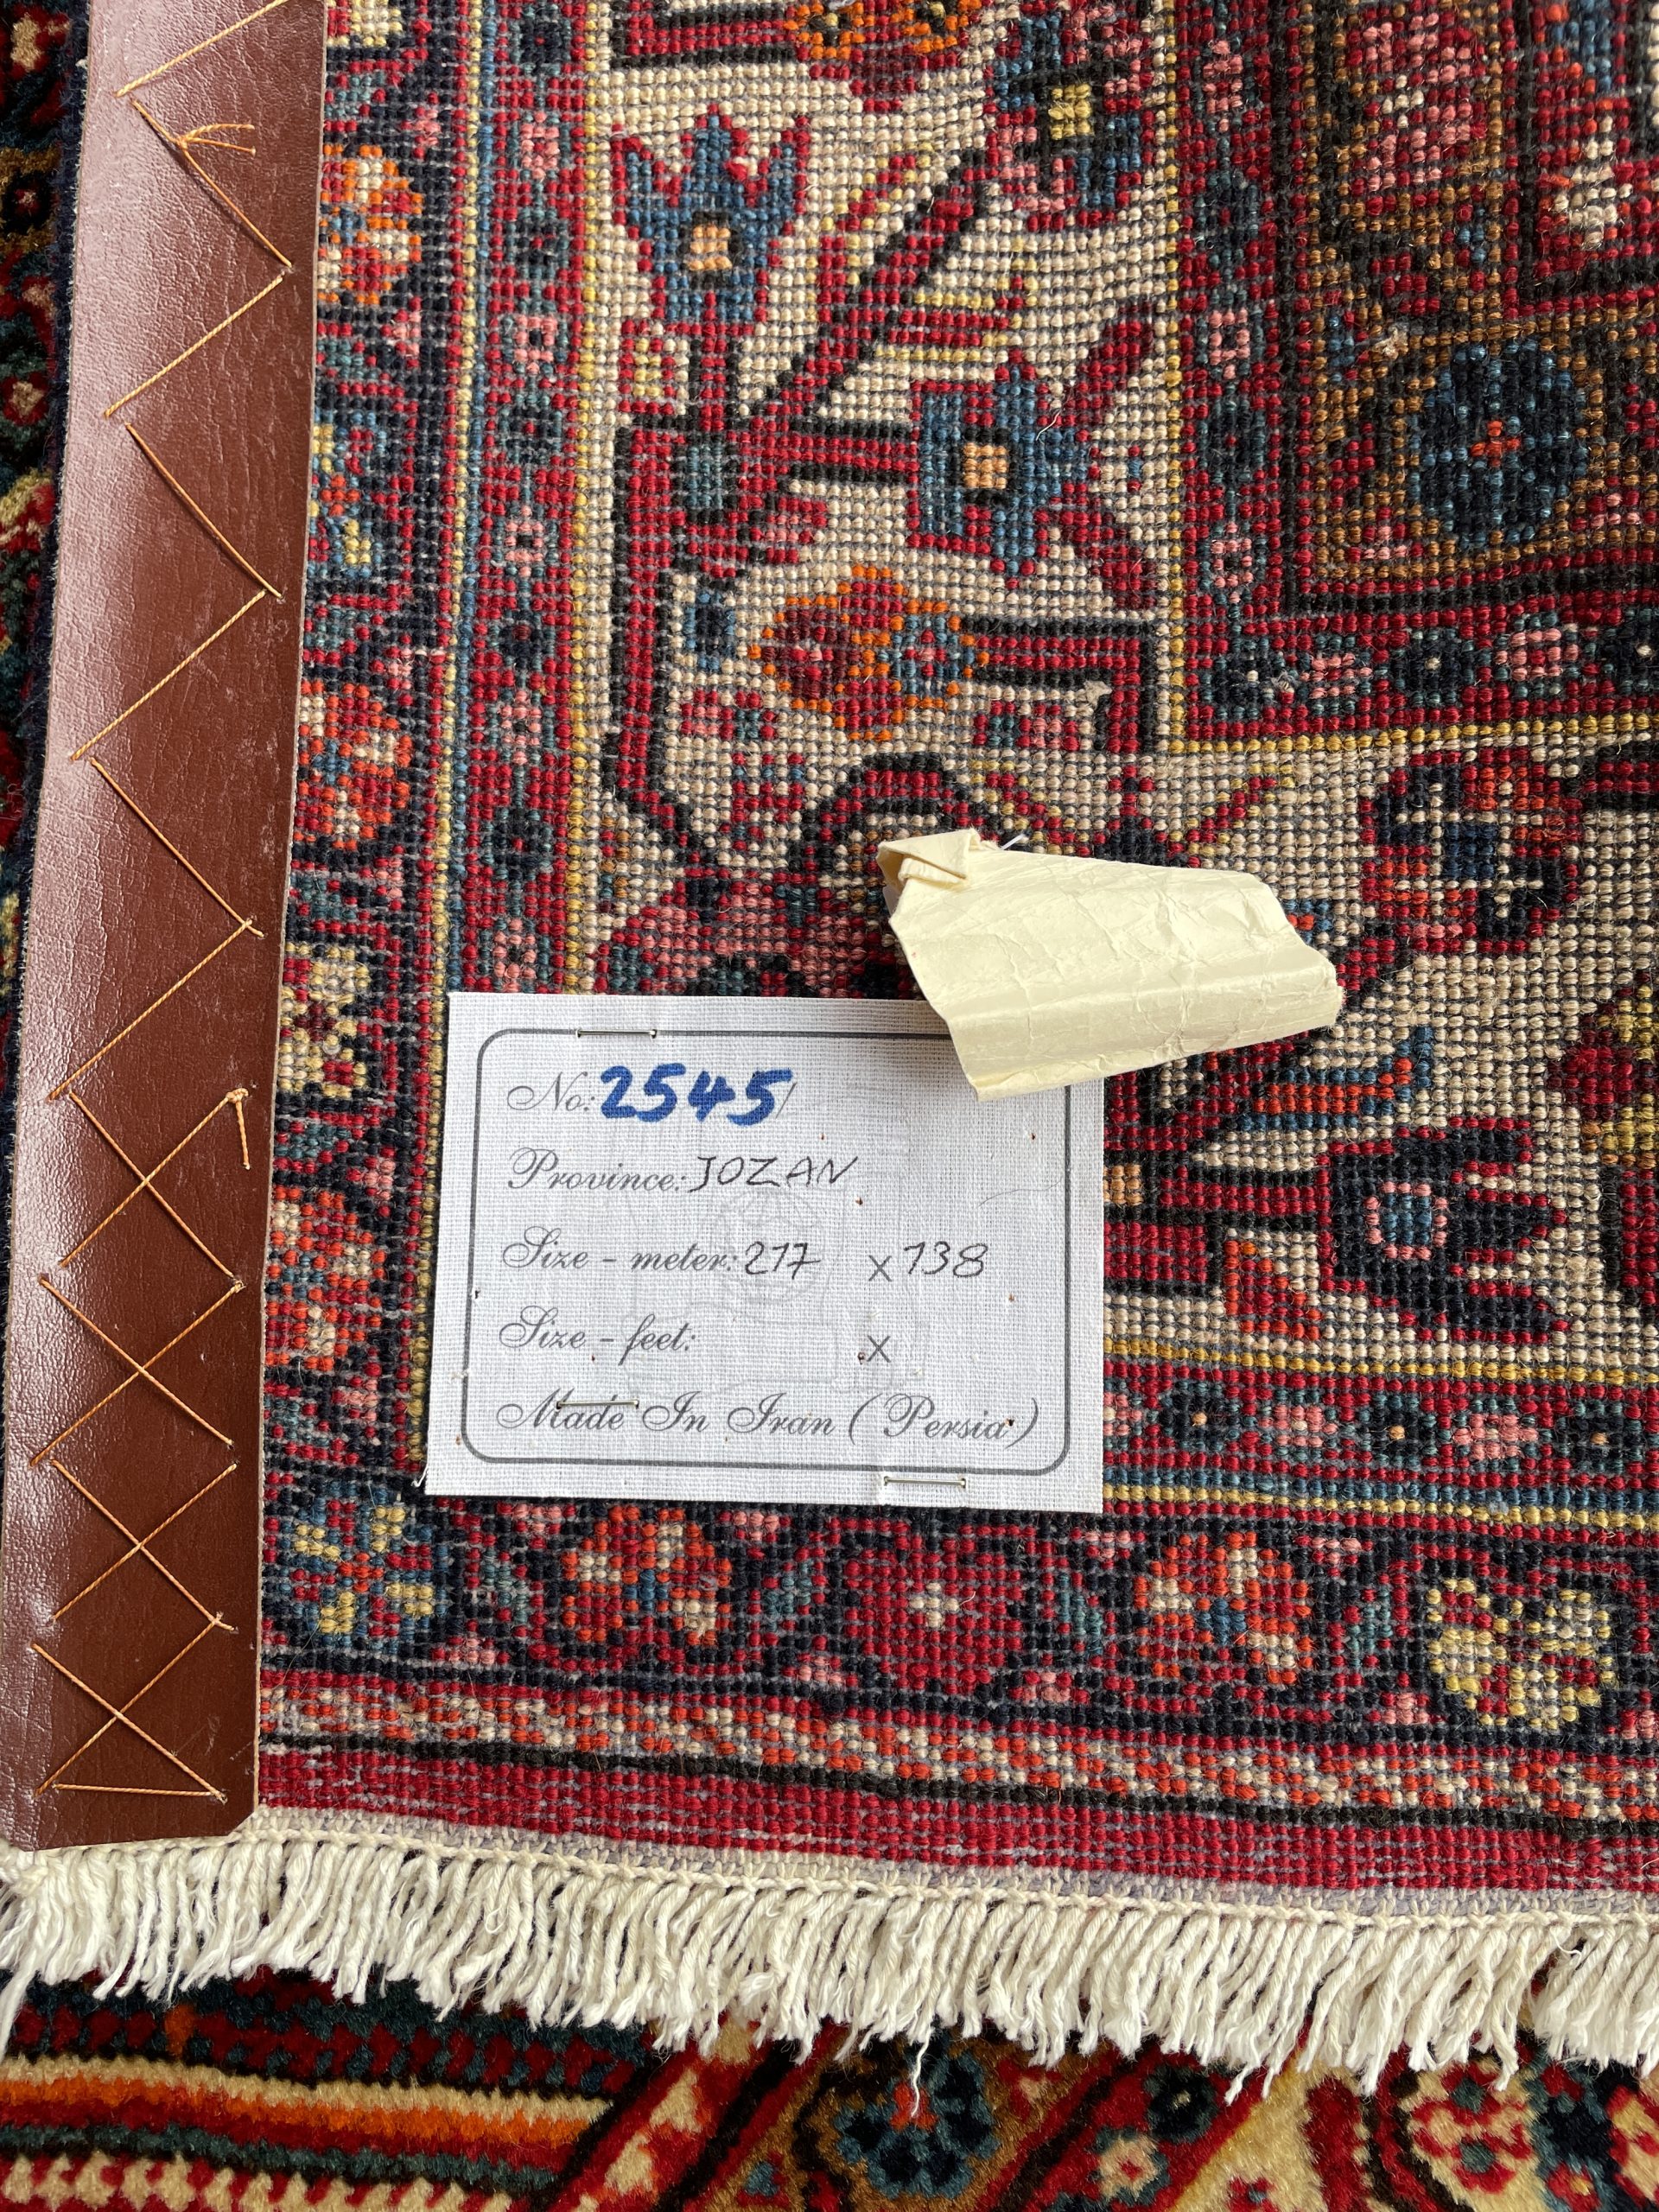 No: 2545/
Province: JOZAN
Size - meter: 217 x 138
Size - feet: x
Made In Iran (Persia)